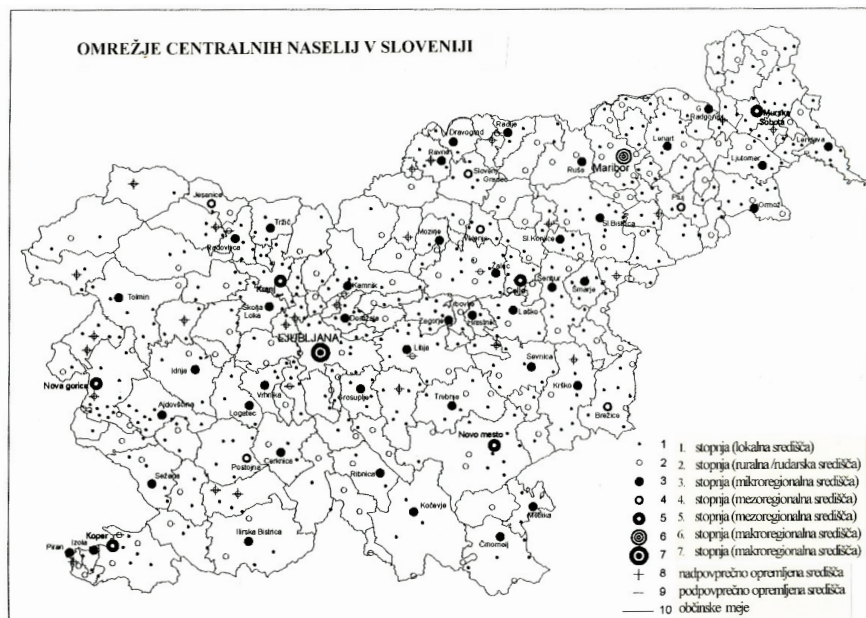 OMREŽJE CENTRALNIH NASELIJ V SLOVENIJI
Radlje
Dravograd
Ravne
Slovenj
Gradec
Ruše
Maribor
Lenart
Radgona
Murska
Sobota
Lendava
Ljutomer
Ormož
Ptuj
Sl.Bistrica
Sl.Konjice
Velenje
Mozirje
Jesenice
Tržič
Radovljica
Kranj
Kamnik
Žalec
Celje
Šentjur
Šmarje
Tolmin
Škofja
Loka
Domžale
Trbovlje
Zagorje
Hrastnik
Laško
LJUBLJANA
Litija
Sevnica
Idrija
Nova gorica
Vrhnika
Grosuplje
Trebnje
Krško
Brežice
Ajdovščina
Logatec
Novo mesto
Postojna
Cerknica
Sežana
Ribnica
Kočevje
Metlika
Črnomelj
Ilirska Bistrica
Koper
Izola
Piran
1 1. stopnja (lokalna središča)
2 2. stopnja (ruralna /rudarska središča)
3 3. stopnja (mikroregionalna središča)
4 4. stopnja (mezoregionalna središča)
5 5. stopnja (mezoregionalna središča)
6 6. stopnja (makroregionalna središča)
7 7. stopnja (makroregionalna središča)
8 nadpovprečno opremljena središča
9 podpovprečno opremljena središča
10 občinske meje